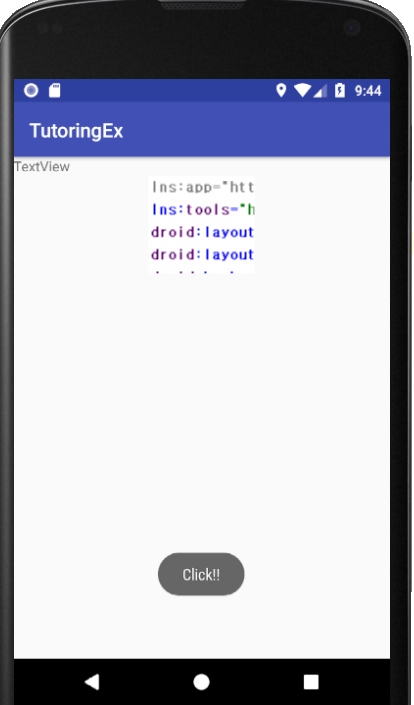 9:44
TutoringEx
TextView
lns:app="htt
lns:tools="h
droid:layout
droid:layout
Click!!